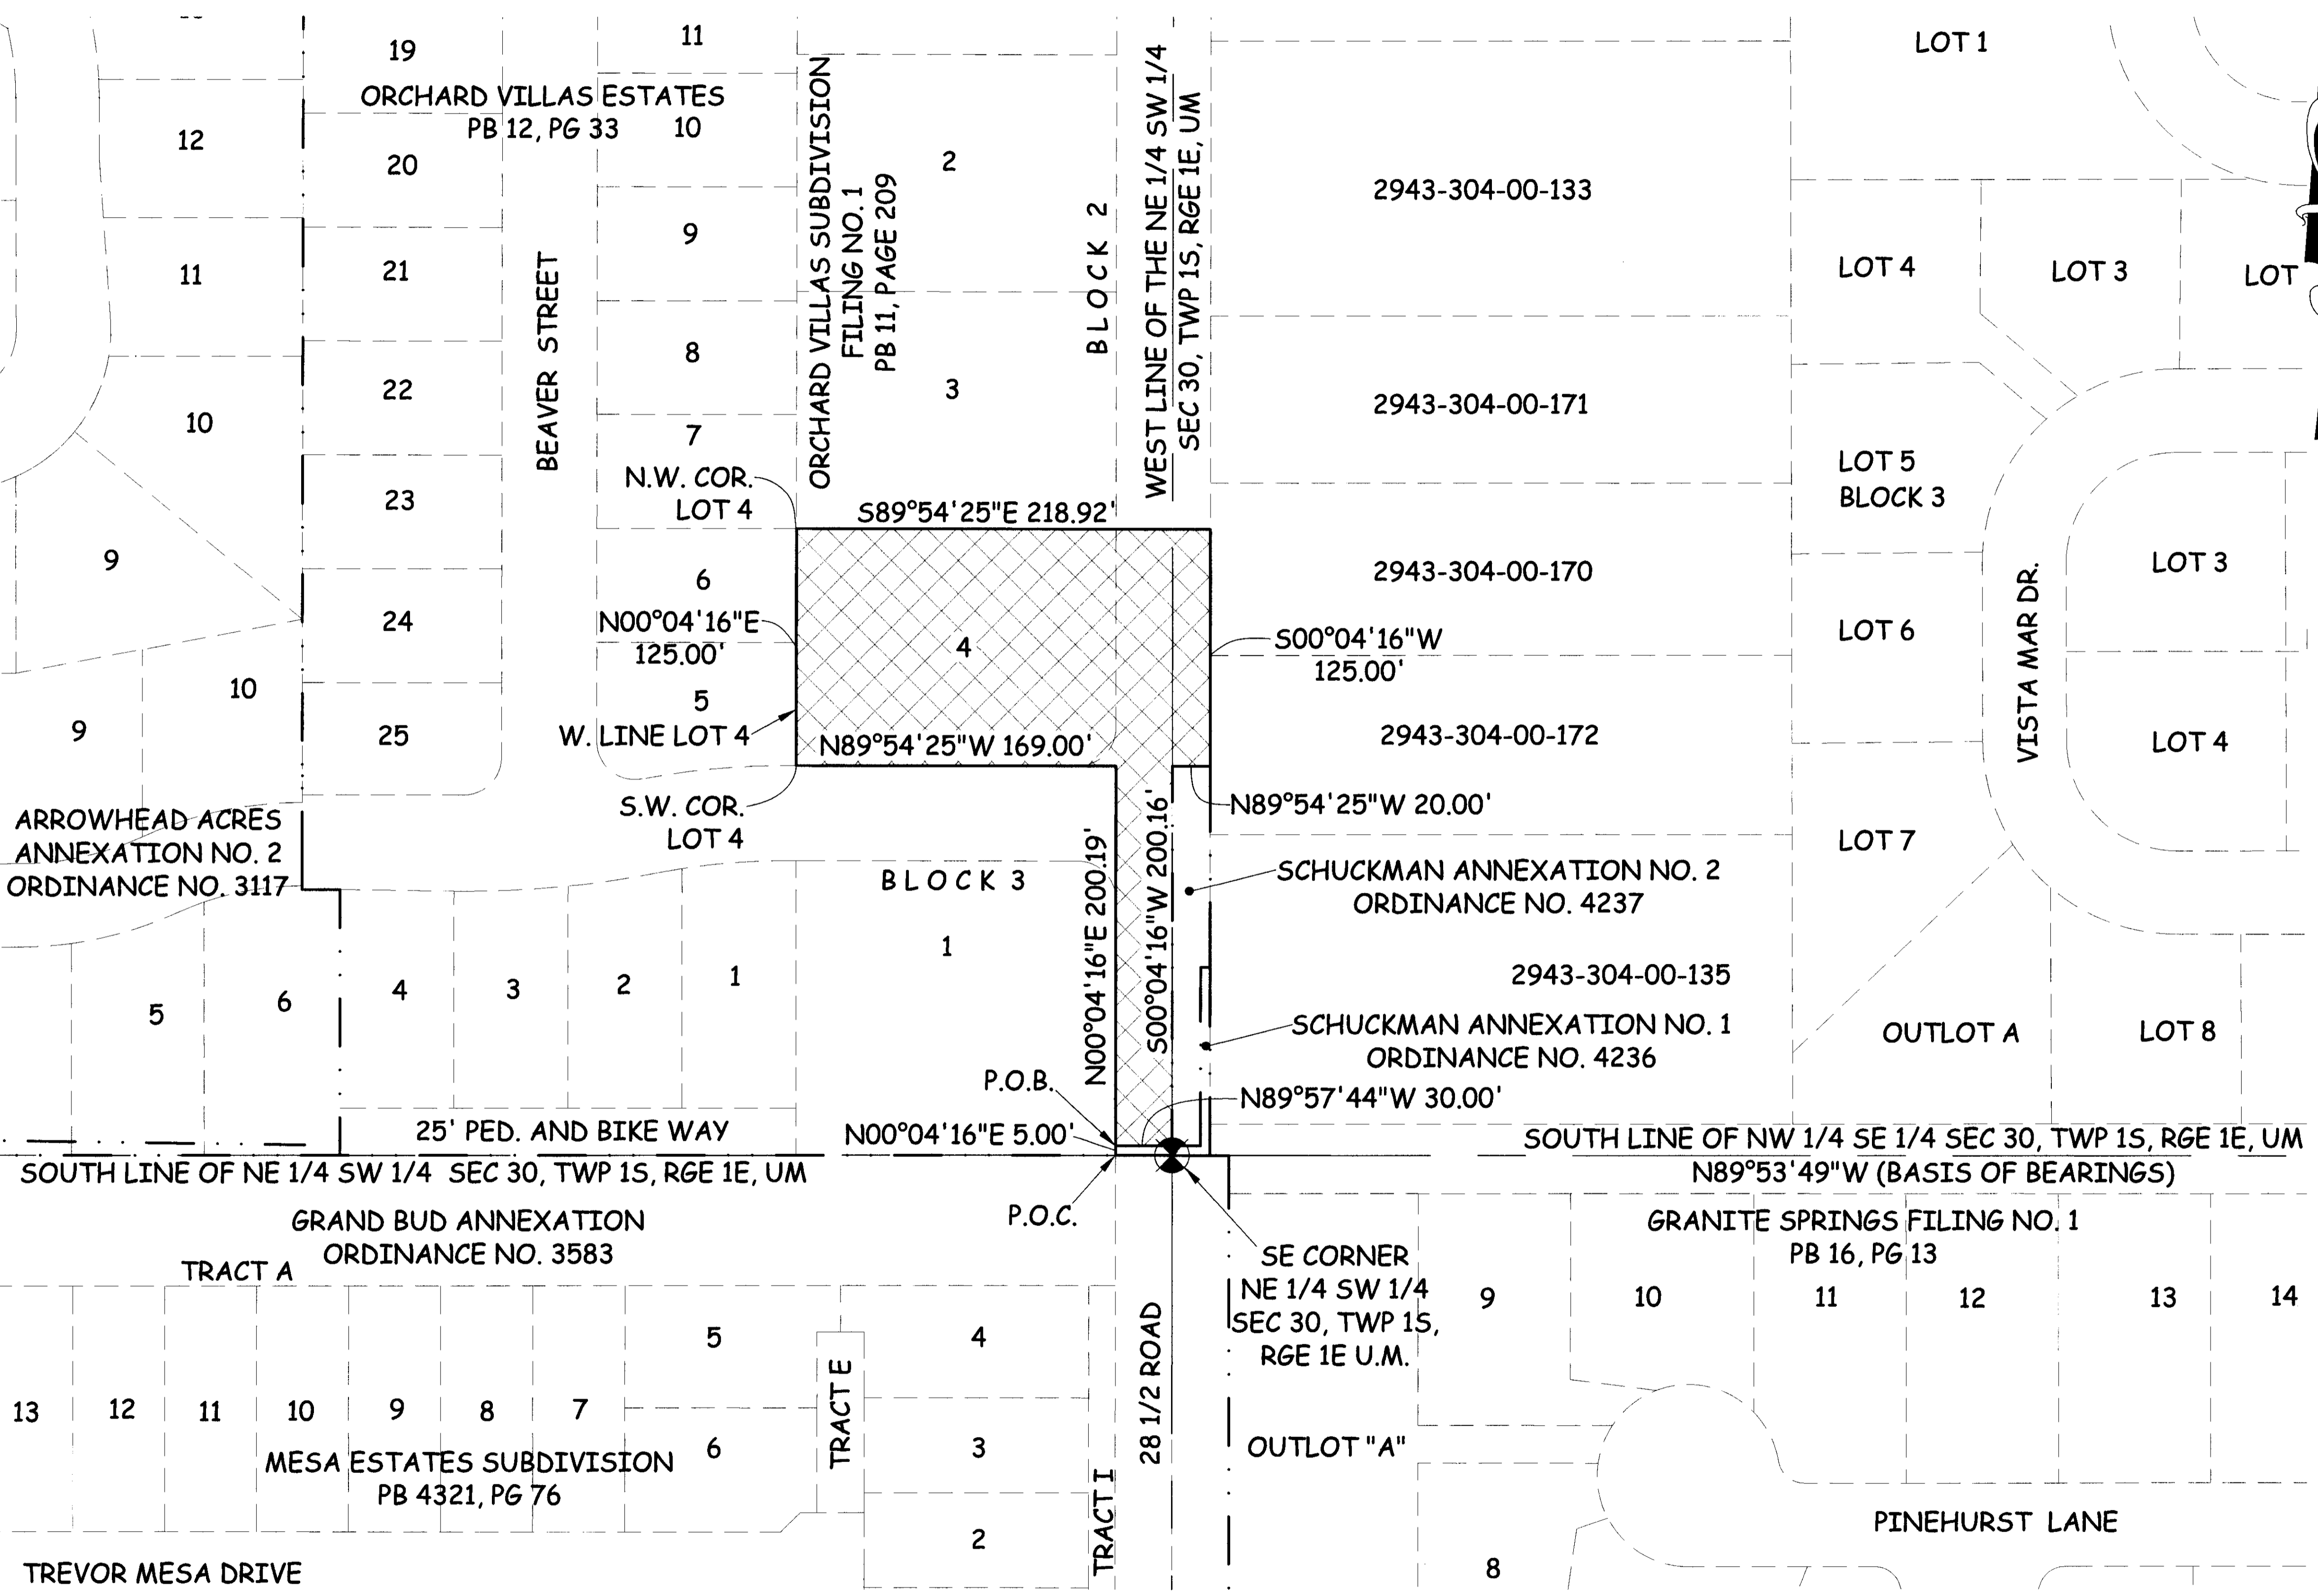 19
ORCHARD VILLAS ESTATES
PB 12, PG 33
11
10
12
20
11
21
9
10
22
8
23
7
9
24
6
10
25
5
9
BEAVER STREET
ORCHARD VILLAS SUBDIVISION
FILING NO. 1
PB 11, PAGE 209
2
3
BLOCK 2
WEST LINE OF THE NE 1/4 SW 1/4
SEC 30, TWP 1S, RGE 1E, UM
2943-304-00-133
2943-304-00-171
2943-304-00-170
2943-304-00-172
2943-304-00-135
LOT 1
LOT 4
LOT 3
LOT
LOT 5
BLOCK 3
LOT 6
LOT 7
LOT 3
LOT 4
VISTA MAR DR.
OUTLOT A
LOT 8
N.W. COR.
LOT 4
S89°54'25"E 218.92'
N00°04'16"E
125.00'
4
S00°04'16"W
125.00'
W. LINE LOT 4
N89°54'25"W 169.00'
S.W. COR.
LOT 4
N89°54'25"W 20.00'
ARROWHEAD ACRES
ANNEXATION NO. 2
ORDINANCE NO. 3117
BLOCK 3
1
N00°04'16"E 200.19'
S00°04'16"W 200.16'
SCHUCKMAN ANNEXATION NO. 2
ORDINANCE NO. 4237
SCHUCKMAN ANNEXATION NO. 1
ORDINANCE NO. 4236
5
6
4
3
2
1
P.O.B.
N89°57'44"W 30.00'
25' PED. AND BIKE WAY
N00°04'16"E 5.00'
SOUTH LINE OF NE 1/4 SW 1/4 SEC 30, TWP 1S, RGE 1E, UM
SOUTH LINE OF NW 1/4 SE 1/4 SEC 30, TWP 1S, RGE 1E, UM
N89°53'49"W (BASIS OF BEARINGS)
P.O.C.
GRAND BUD ANNEXATION
ORDINANCE NO. 3583
TRACT A
SE CORNER
NE 1/4 SW 1/4
SEC 30, TWP 1S,
RGE 1E U.M.
GRANITE SPRINGS FILING NO. 1
PB 16, PG 13
9
10
11
12
13
14
5
4
13
12
11
10
9
8
7
6
3
2
TRACT E
TRACT I
28 1/2 ROAD
OUTLOT "A"
MESA ESTATES SUBDIVISION
PB 4321, PG 76
TREVOR MESA DRIVE
PINEHURST LANE
8